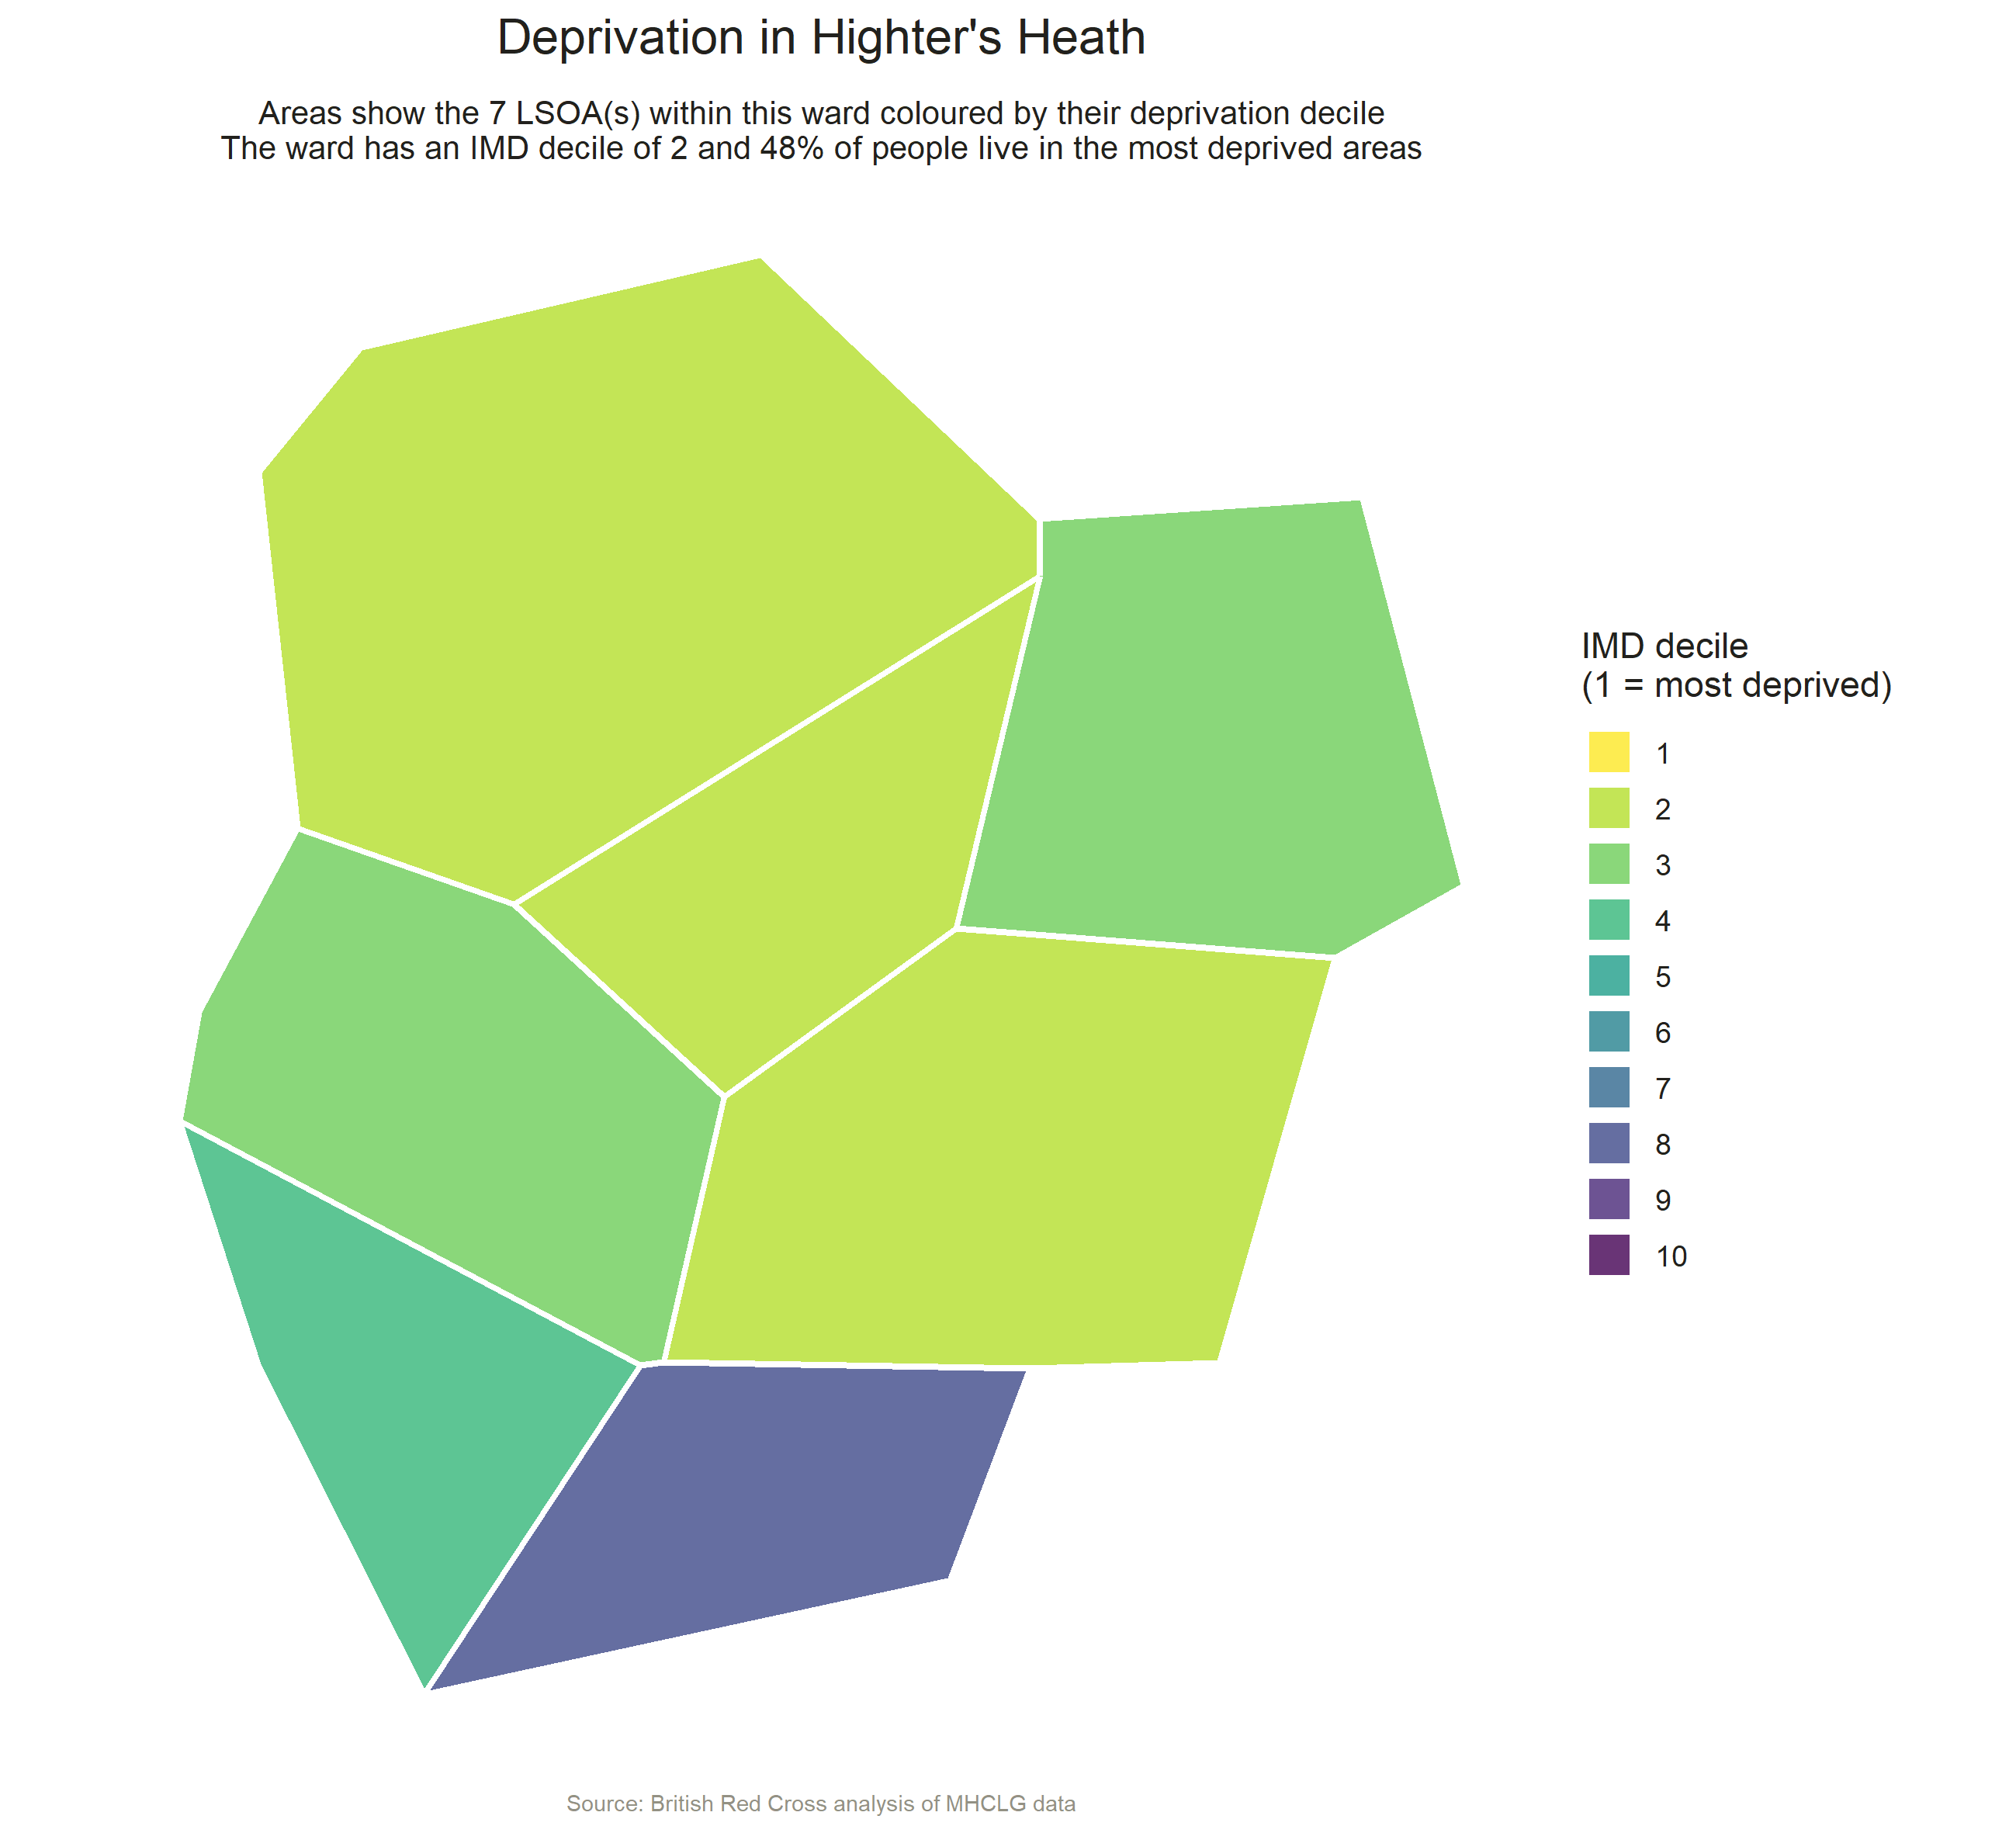 Deprivation in Highter's Heath
Areas show the 7 LSOA(s) within this ward coloured by their deprivation decile
The ward has an IMD decile of 2 and 48% of people live in the most deprived areas
IMD decile
(1 = most deprived)
1
2
3
4
5
6
7
8
9
10
Source: British Red Cross analysis of MHCLG data